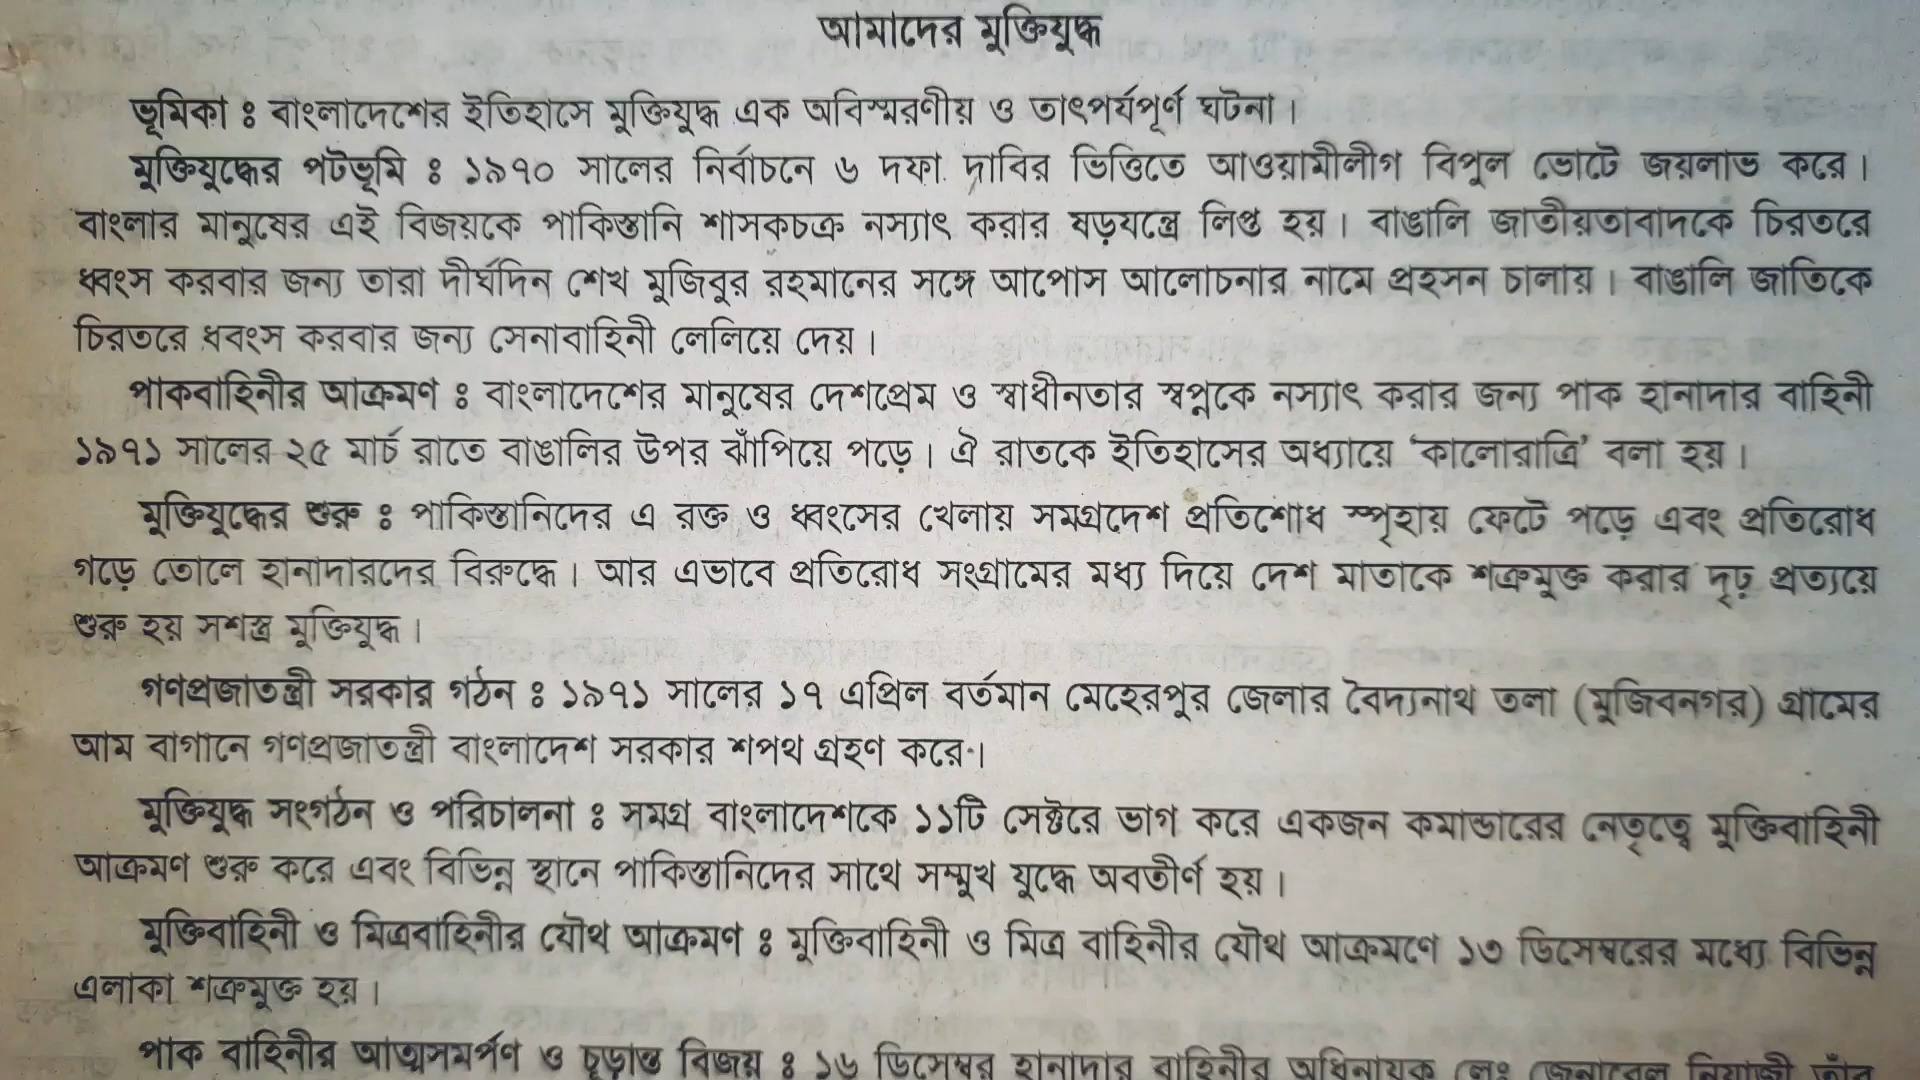 আমাদের মুক্তিযুদ্ধ
ভূমিকা ঃ বাংলাদেশের ইতিহাসে মুক্তিযুদ্ধ এক অবিস্মরণীয় ও তাৎপর্যপূর্ণ ঘটনা।
মুক্তিযুদ্ধের পটভূমি ঃ ১৯৭০ সালের নির্বাচনে ৬ দফা দাবির ভিত্তিতে আওয়ামীলীগ বিপুল ভোটে জয়লাভ করে।
বাংলার মানুষের এই বিজয়কে পাকিস্তানি শাসকচক্র নস্যাৎ করার ষড়যন্ত্রে লিপ্ত হয়। বাঙালি জাতীয়তাবাদকে চিরতরে
ধ্বংস করবার জন্য তারা দীর্ঘদিন শেখ মুজিবুর রহমানের সঙ্গে আপোস আলোচনার নামে প্রহসন চালায়। বাঙালি জাতিকে
চিরতরে ধবংস করবার জন্য সেনাবাহিনী লেলিয়ে দেয়।
পাকবাহিনীর আক্রমণ ঃ বাংলাদেশের মানুষের দেশপ্রেম ও স্বাধীনতার স্বপ্নকে নস্যাৎ করার জন্য পাক হানাদার বাহিনী
১৯৭১ সালের ২৫ মার্চ রাতে বাঙালির উপর ঝাঁপিয়ে পড়ে। ঐ রাতকে ইতিহাসের অধ্যায়ে ‘কালোরাত্রি’ বলা হয়।
মুক্তিযুদ্ধের শুরু ঃ পাকিস্তানিদের এ রক্ত ও ধ্বংসের খেলায় সমগ্রদেশ প্রতিশোধ স্পৃহায় ফেটে পড়ে এবং প্রতিরোধ
গড়ে তোলে হানাদারদের বিরুদ্ধে। আর এভাবে প্রতিরোধ সংগ্রামের মধ্য দিয়ে দেশ মাতাকে শত্রুমুক্ত করার দৃঢ় প্রত্যয়ে
শুরু হয় সশস্ত্র মুক্তিযুদ্ধ।
গণপ্রজাতন্ত্রী সরকার গঠন ঃ ১৯৭১ সালের ১৭ এপ্রিল বর্তমান মেহেরপুর জেলার বৈদ্যনাথ তলা (মুজিবনগর) গ্রামের
আম বাগানে গণপ্রজাতন্ত্রী বাংলাদেশ সরকার শপথ গ্রহণ করে।
মুক্তিযুদ্ধ সংগঠন ও পরিচালনা ঃ সমগ্র বাংলাদেশকে ১১টি সেক্টরে ভাগ করে একজন কমান্ডারের নেতৃত্বে মুক্তিবাহিনী
আক্রমণ শুরু করে এবং বিভিন্ন স্থানে পাকিস্তানিদের সাথে সম্মুখ যুদ্ধে অবতীর্ণ হয়।
মুক্তিবাহিনী ও মিত্রবাহিনীর যৌথ আক্রমণ ঃ মুক্তিবাহিনী ও মিত্র বাহিনীর যৌথ আক্রমণে ১৩ ডিসেম্বরের মধ্যে বিভিন্ন
এলাকা শত্রুমুক্ত হয়।
পাক বাহিনীর আত্মসমর্পণ ও চূড়ান্ত বিজয় ঃ ১৬ ডিসেম্বর হানাদার বাহিনীর অধিনায়ক লেঃ জেনারেল নিয়াজী তাঁর